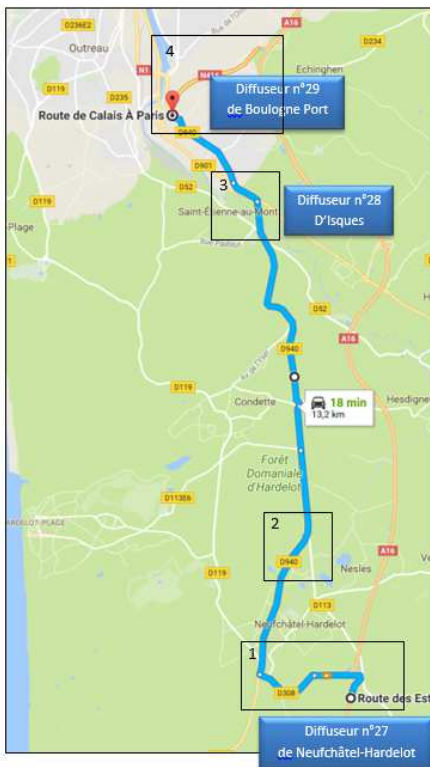 D236E2
A16
4
D234
Outreau
N1
N416
Echinghen
D119
D235
Diffuseur n°29
de Boulogne Port
Route de Calais À Paris
D940
D901
D52
3
Diffuseur n°28
D'Isques
D119
Saint-Étienne-au-Mont
-Plage
D52
A16
D940
D119
18 min
13,2 km
Condette
Hesdigne
Forêt
Domaniale
d'Hardelot
D113E6
ARDELOT-PLAGE
2
A16
D940
Nesles
D119
D113
Neufchâtel-Hardelot
1
D308
Route des Est
Diffuseur n°27
de Neufchâtel-Hardelot